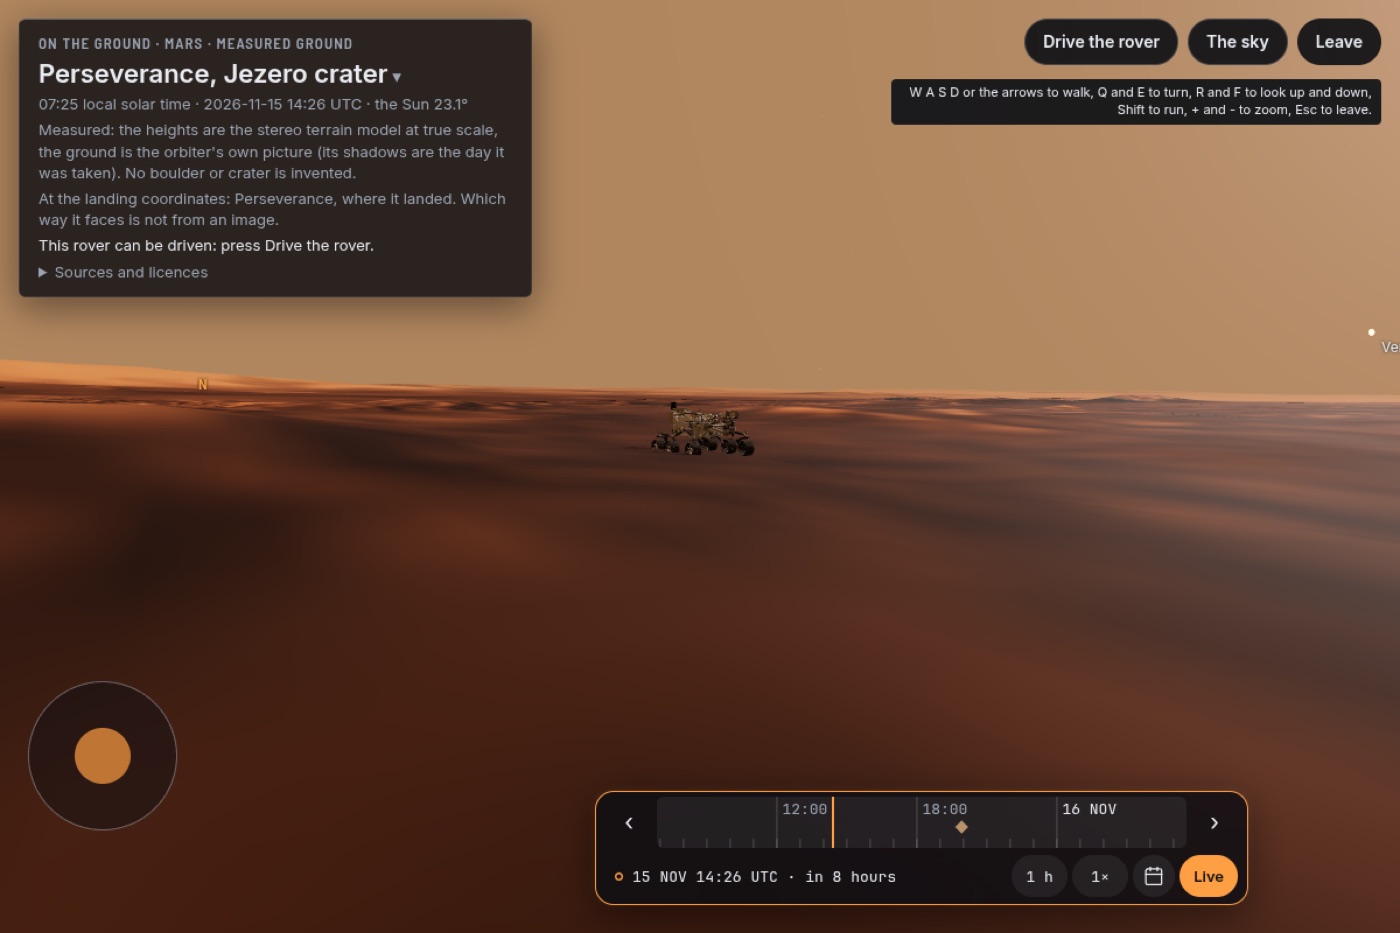 ON THE GROUND · MARS · MEASURED GROUND
Perseverance, Jezero crater ▾
07:25 local solar time · 2026-11-15 14:26 UTC · the Sun 23.1°
Measured: the heights are the stereo terrain model at true scale,
the ground is the orbiter's own picture (its shadows are the day it
was taken). No boulder or crater is invented.
At the landing coordinates: Perseverance, where it landed. Which
way it faces is not from an image.
This rover can be driven: press Drive the rover.
▶ Sources and licences
Drive the rover
The sky
Leave
W A S D or the arrows to walk, Q and E to turn, R and F to look up and down,
Shift to run, + and - to zoom, Esc to leave.
N
12:00
18:00
16 NOV
15 NOV 14:26 UTC · in 8 hours
1 h
1×
Live